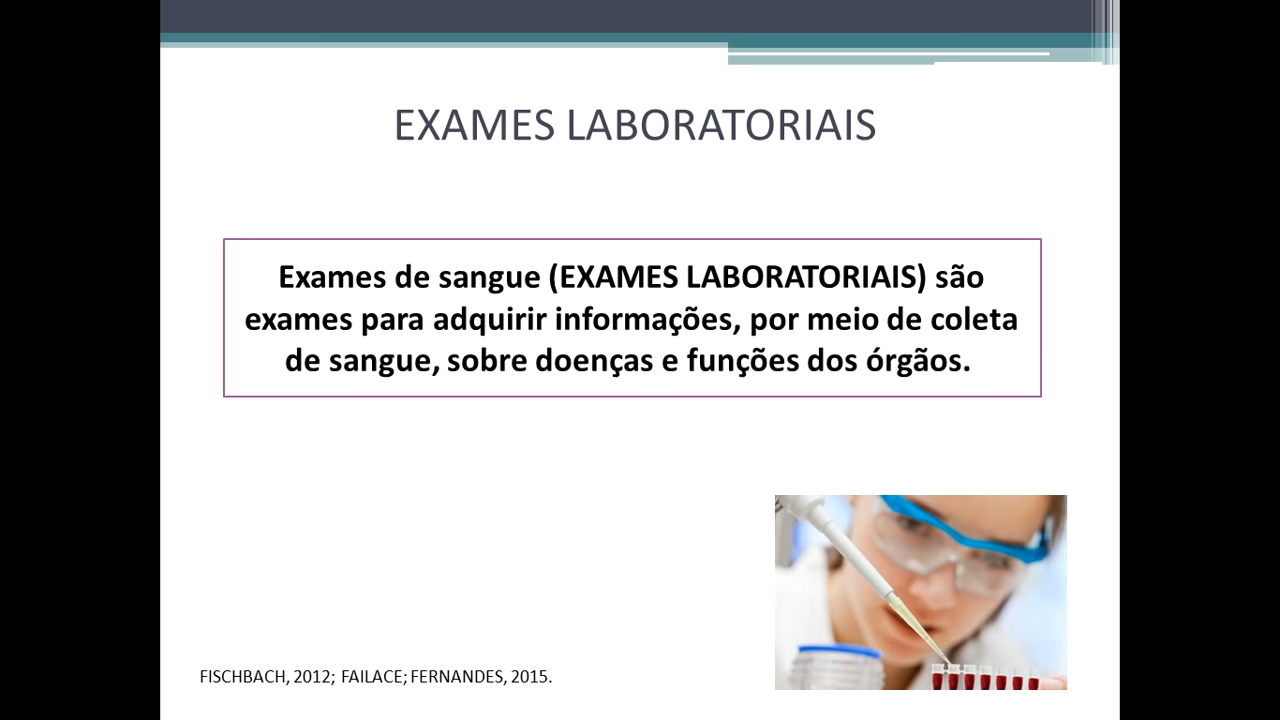 EXAMES LABORATORIAIS
Exames de sangue (EXAMES LABORATORIAIS) são
exames para adquirir informações, por meio de coleta
de sangue, sobre doenças e funções dos órgãos.
FISCHBACH, 2012; FAILACE; FERNANDES, 2015.